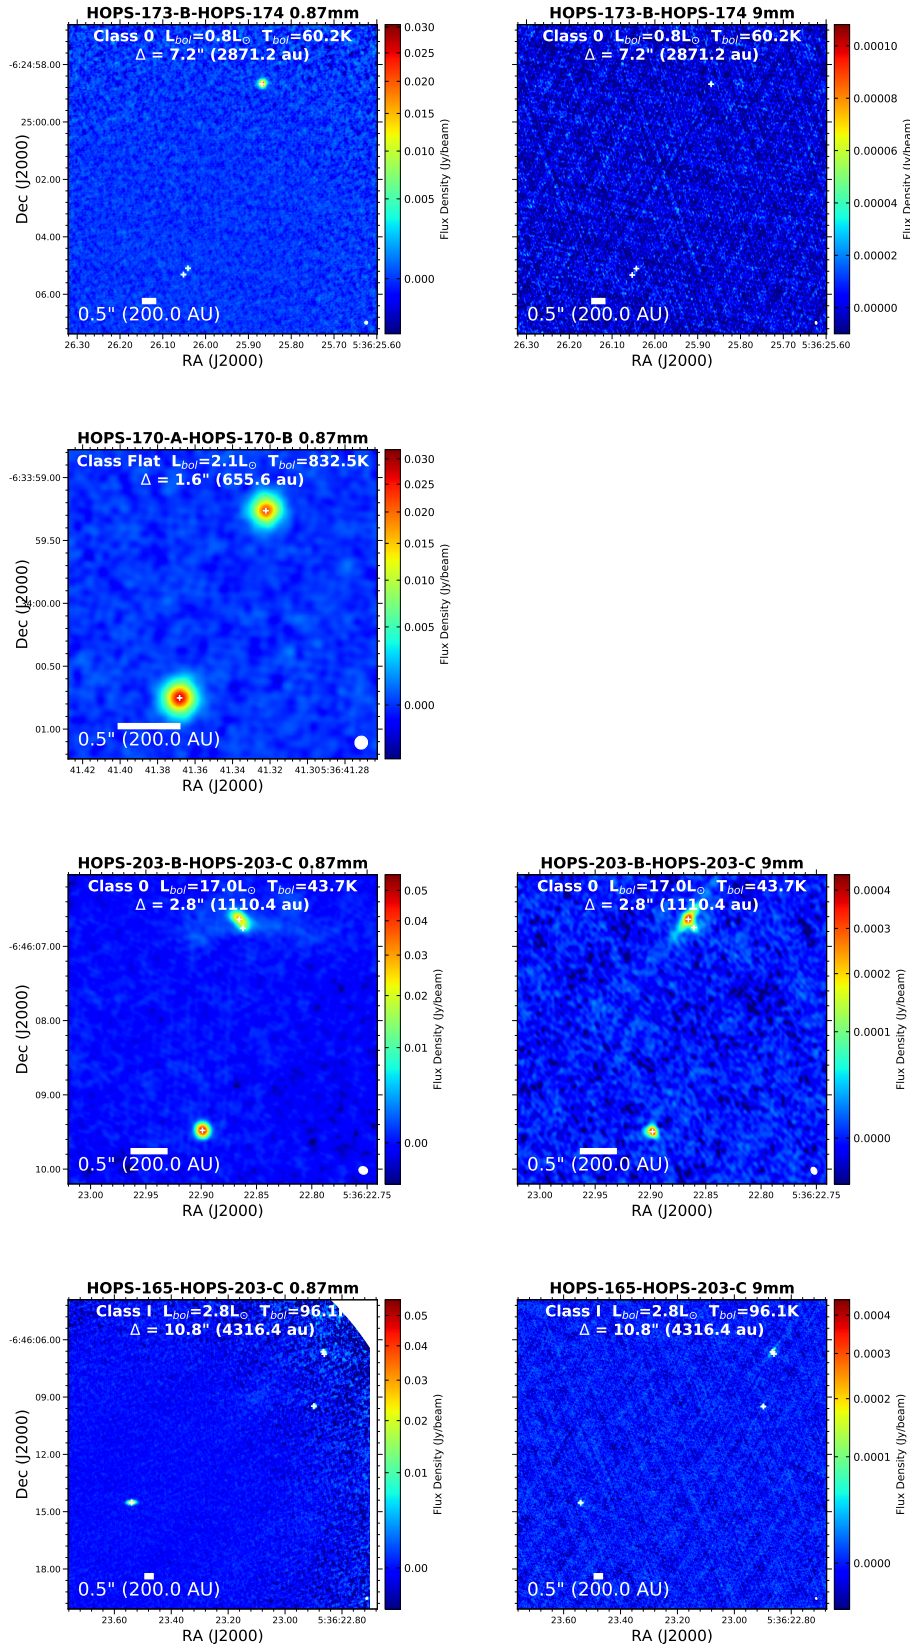 HOPS-173-B-HOPS-174 0.87mm
Class 0 L_bol=0.8L⊙ T_bol=60.2K
Δ = 7.2" (2871.2 au)
0.030
0.025
0.020
0.015
0.010
0.005
0.000
Flux Density (Jy/beam)
-6:24:58.00
25:00.00
02.00
04.00
06.00
Dec (J2000)
0.5" (200.0 AU)
26.30 26.20 26.10 26.00 25.90 25.80 25.70 5:36:25.60
RA (J2000)
HOPS-173-B-HOPS-174 9mm
Class 0 L_bol=0.8L⊙ T_bol=60.2K
Δ = 7.2" (2871.2 au)
0.00010
0.00008
0.00006
0.00004
0.00002
0.00000
Flux Density (Jy/beam)
0.5" (200.0 AU)
26.30 26.20 26.10 26.00 25.90 25.80 25.70 5:36:25.60
RA (J2000)
HOPS-170-A-HOPS-170-B 0.87mm
Class Flat L_bol=2.1L⊙ T_bol=832.5K
Δ = 1.6" (655.6 au)
0.030
0.025
0.020
0.015
0.010
0.005
0.000
Flux Density (Jy/beam)
-6:33:59.00
59.50
34:00.00
00.50
01.00
Dec (J2000)
0.5" (200.0 AU)
41.42 41.40 41.38 41.36 41.34 41.32 41.30 5:36:41.28
RA (J2000)
HOPS-203-B-HOPS-203-C 0.87mm
Class 0 L_bol=17.0L⊙ T_bol=43.7K
Δ = 2.8" (1110.4 au)
0.05
0.04
0.03
0.02
0.01
0.00
Flux Density (Jy/beam)
-6:46:07.00
08.00
09.00
10.00
Dec (J2000)
0.5" (200.0 AU)
23.00 22.95 22.90 22.85 22.80 5:36:22.75
RA (J2000)
HOPS-203-B-HOPS-203-C 9mm
Class 0 L_bol=17.0L⊙ T_bol=43.7K
Δ = 2.8" (1110.4 au)
0.0004
0.0003
0.0002
0.0001
0.0000
Flux Density (Jy/beam)
0.5" (200.0 AU)
23.00 22.95 22.90 22.85 22.80 5:36:22.75
RA (J2000)
HOPS-165-HOPS-203-C 0.87mm
Class I L_bol=2.8L⊙ T_bol=96.1
Δ = 10.8" (4316.4 au)
0.05
0.04
0.03
0.02
0.01
0.00
Flux Density (Jy/beam)
-6:46:06.00
09.00
12.00
15.00
18.00
Dec (J2000)
0.5" (200.0 AU)
23.60 23.40 23.20 23.00 5:36:22.80
RA (J2000)
HOPS-165-HOPS-203-C 9mm
Class I L_bol=2.8L⊙ T_bol=96.1K
Δ = 10.8" (4316.4 au)
0.0004
0.0003
0.0002
0.0001
0.0000
Flux Density (Jy/beam)
0.5" (200.0 AU)
23.60 23.40 23.20 23.00 5:36:22.80
RA (J2000)